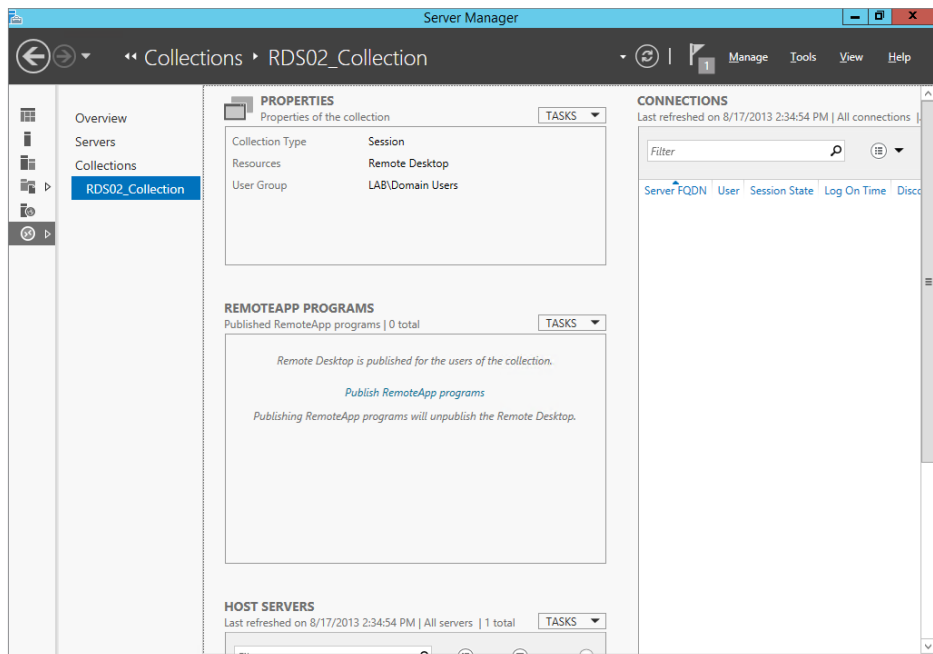 Server Manager
Collections
RDS02_Collection
1
Manage
Tools
View
Help
Overview
Servers
Collections
RDS02_Collection
PROPERTIES
Properties of the collection
TASKS
Collection Type Session
Resources Remote Desktop
User Group LAB\Domain Users
REMOTEAPP PROGRAMS
Published RemoteApp programs | 0 total
TASKS
Remote Desktop is published for the users of the collection.
Publish RemoteApp programs
Publishing RemoteApp programs will unpublish the Remote Desktop.
HOST SERVERS
Last refreshed on 8/17/2013 2:34:54 PM | All servers | 1 total
TASKS
CONNECTIONS
Last refreshed on 8/17/2013 2:34:54 PM | All connections |
Filter
Server FQDN User Session State Log On Time Disco